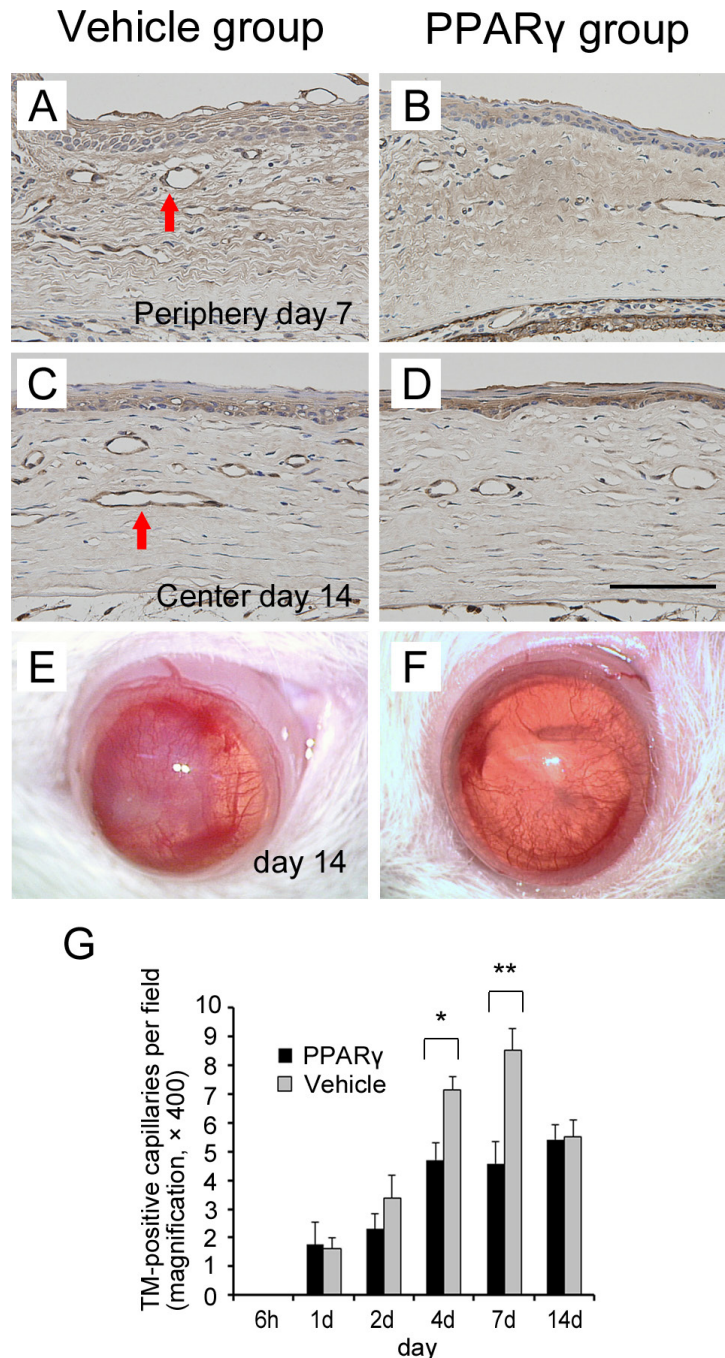 Vehicle group
PPARγ group
A
B
Periphery day 7
C
D
Center day 14
E
F
day 14
G
TM-positive capillaries per field
(magnification, × 400)
10
9
8
7
6
5
4
3
2
1
0
PPARγ
Vehicle
*
**
6h 1d 2d 4d 7d 14d
day